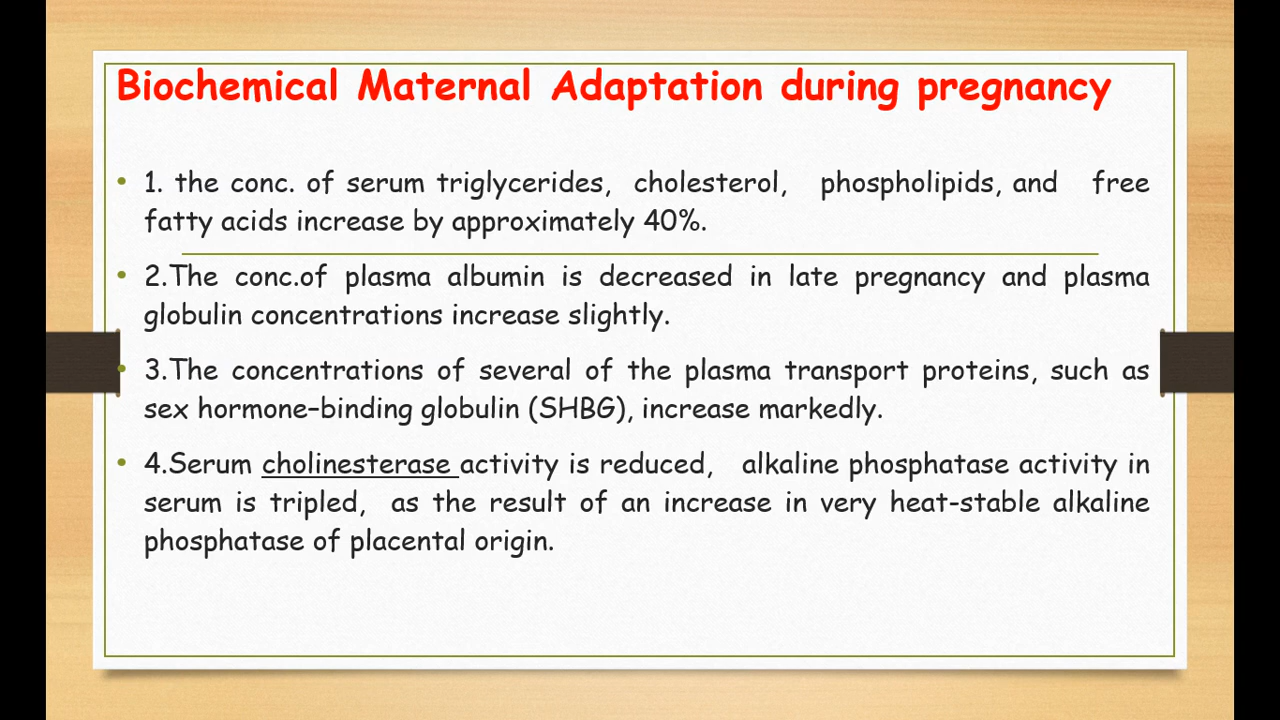 Biochemical Maternal Adaptation during pregnancy
• 1. the conc. of serum triglycerides, cholesterol, phospholipids, and free
fatty acids increase by approximately 40%.
• 2.The conc.of plasma albumin is decreased in late pregnancy and plasma
globulin concentrations increase slightly.
• 3.The concentrations of several of the plasma transport proteins, such as
sex hormone–binding globulin (SHBG), increase markedly.
• 4.Serum cholinesterase activity is reduced, alkaline phosphatase activity in
serum is tripled, as the result of an increase in very heat-stable alkaline
phosphatase of placental origin.